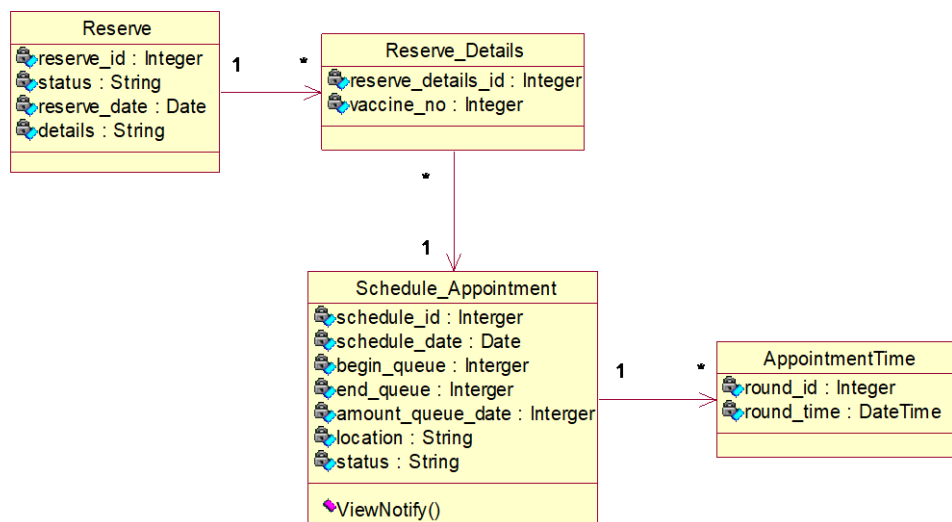 Reserve
reserve_id : Integer
status : String
reserve_date : Date
details : String
1
*
Reserve_Details
reserve_details_id : Integer
vaccine_no : Integer
*
1
Schedule_Appointment
schedule_id : Interger
schedule_date : Date
begin_queue : Interger
end_queue : Interger
amount_queue_date : Interger
location : String
status : String
ViewNotify()
1
*
AppointmentTime
round_id : Integer
round_time : DateTime